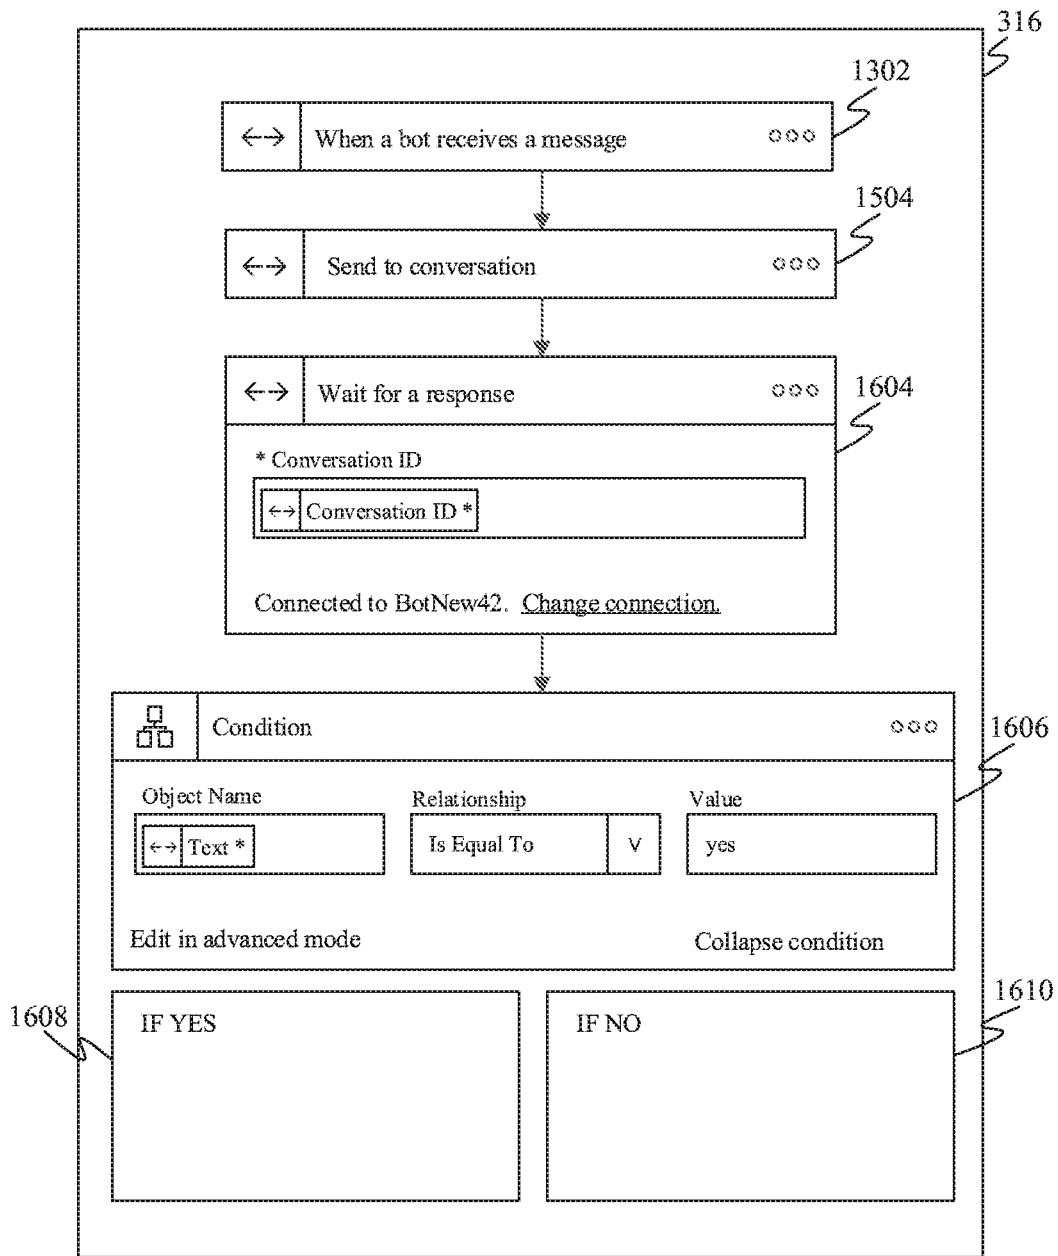 316
1302
When a bot receives a message
1504
Send to conversation
Wait for a response
1604
* Conversation ID
Conversation ID *
Connected to BotNew42. Change connection.
Condition
1606
Object Name Relationship Value
Text * Is Equal To V yes
Edit in advanced mode Collapse condition
1608 IF YES IF NO 1610